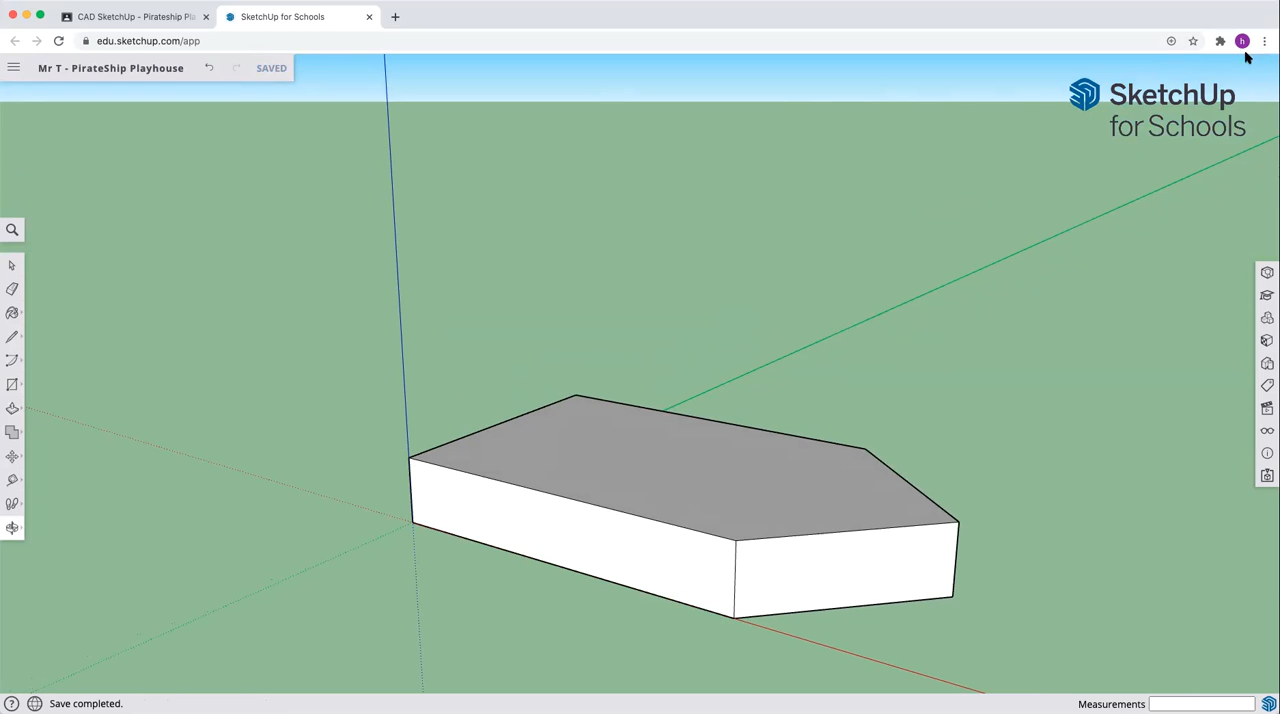 CAD SketchUp - Pirateship Pla
SketchUp for Schools
edu.sketchup.com/app
h
Mr T - PirateShip Playhouse
SAVED
SketchUp
for Schools
Save completed.
Measurements